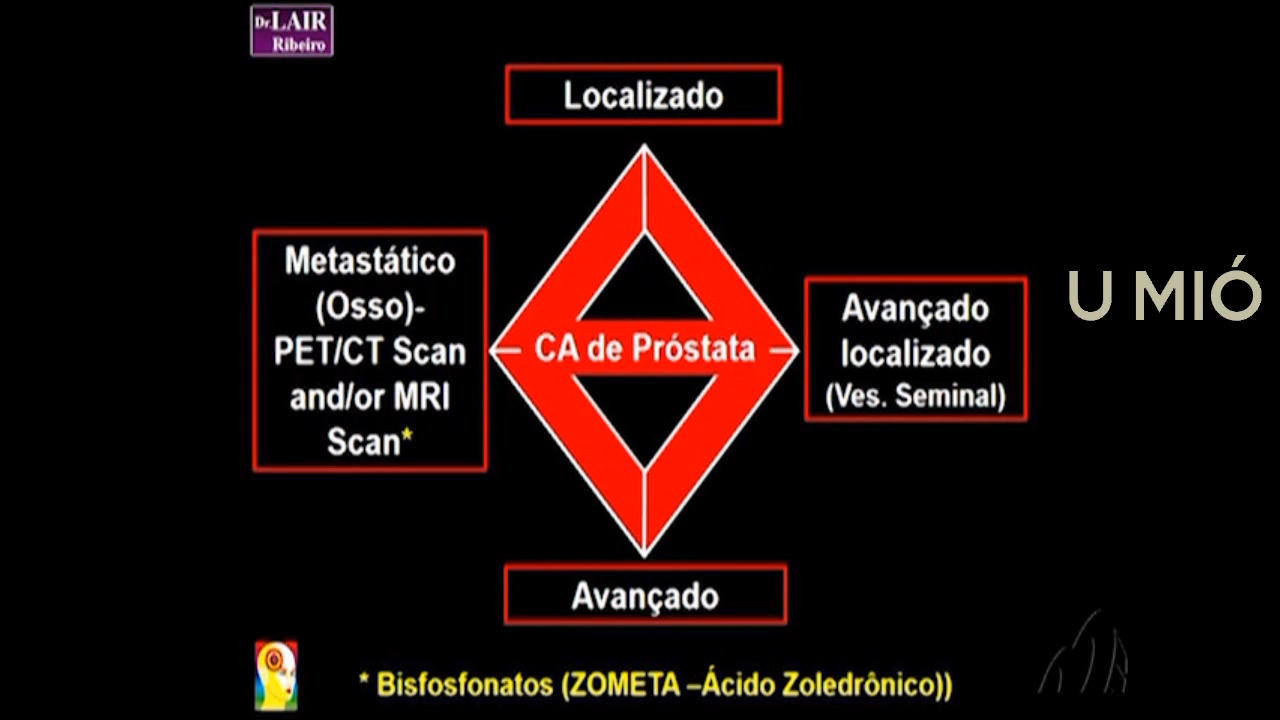 Dr. LAIR
Ribeiro
Localizado
Metastático
(Osso)-
PET/CT Scan
and/or MRI
Scan*
CA de Próstata
Avançado
localizado
(Ves. Seminal)
U MIÓ
Avançado
* Bisfosfonatos (ZOMETA –Ácido Zoledrônico))